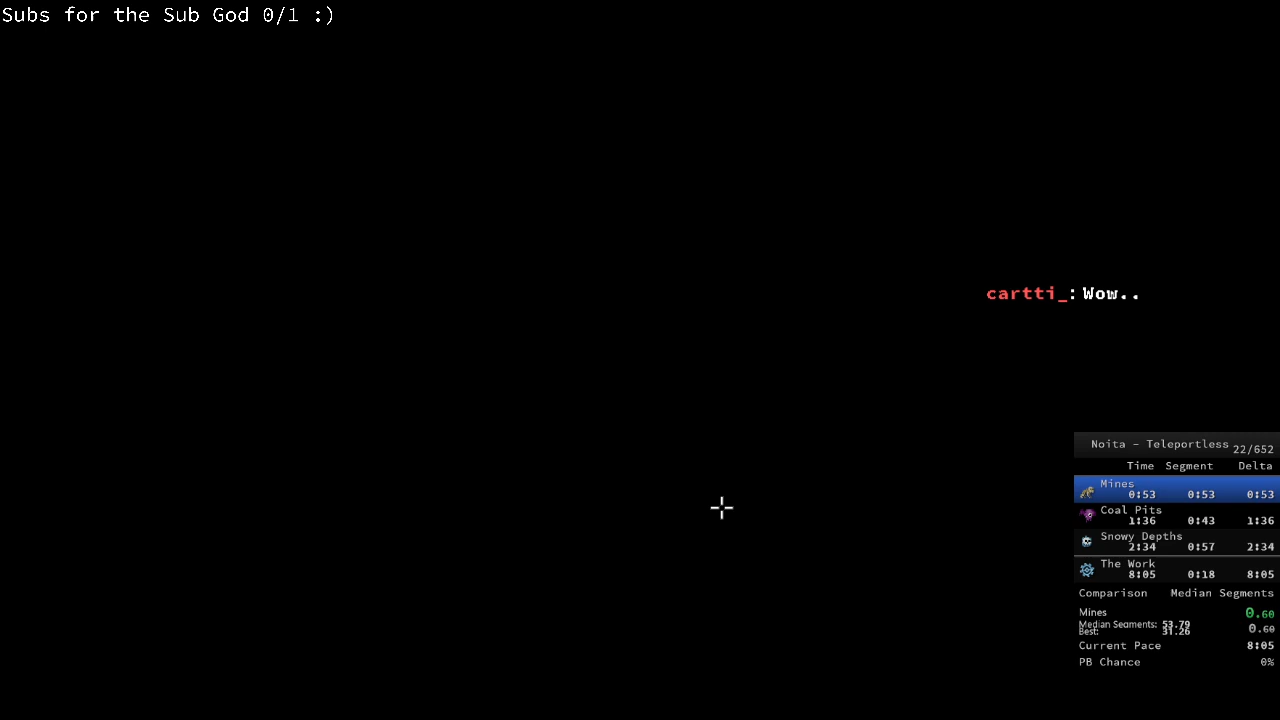 Subs for the Sub God 0/1 :)
cartti_: Wow..
Noita - Teleportless 22/652
Time Segment Delta
Mines
0:53 0:53 0:53
Coal Pits
1:36 0:43 1:36
Snowy Depths
2:34 0:57 2:34
The Work
8:05 0:18 8:05
Comparison Median Segments
Mines 0.60
Median Segments: 53.79
Best: 31.26 0.60
Current Pace 8:05
PB Chance 0%